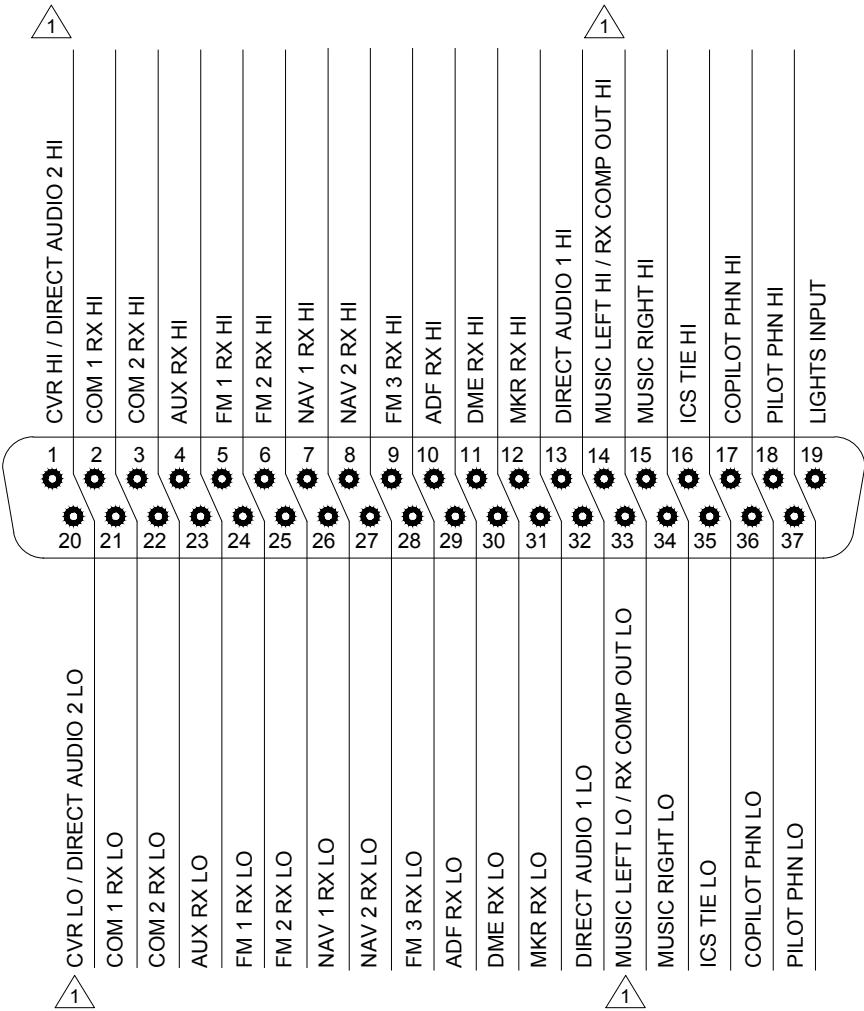 1
1
CVR HI / DIRECT AUDIO 2 HI
COM 1 RX HI
COM 2 RX HI
AUX RX HI
FM 1 RX HI
FM 2 RX HI
NAV 1 RX HI
NAV 2 RX HI
FM 3 RX HI
ADF RX HI
DME RX HI
MKR RX HI
DIRECT AUDIO 1 HI
MUSIC LEFT HI / RX COMP OUT HI
MUSIC RIGHT HI
ICS TIE HI
COPILOT PHN HI
PILOT PHN HI
LIGHTS INPUT
1 2 3 4 5 6 7 8 9 10 11 12 13 14 15 16 17 18 19
20 21 22 23 24 25 26 27 28 29 30 31 32 33 34 35 36 37
CVR LO / DIRECT AUDIO 2 LO
COM 1 RX LO
COM 2 RX LO
AUX RX LO
FM 1 RX LO
FM 2 RX LO
NAV 1 RX LO
NAV 2 RX LO
FM 3 RX LO
ADF RX LO
DME RX LO
MKR RX LO
DIRECT AUDIO 1 LO
MUSIC LEFT LO / RX COMP OUT LO
MUSIC RIGHT LO
ICS TIE LO
COPILOT PHN LO
PILOT PHN LO
1
1